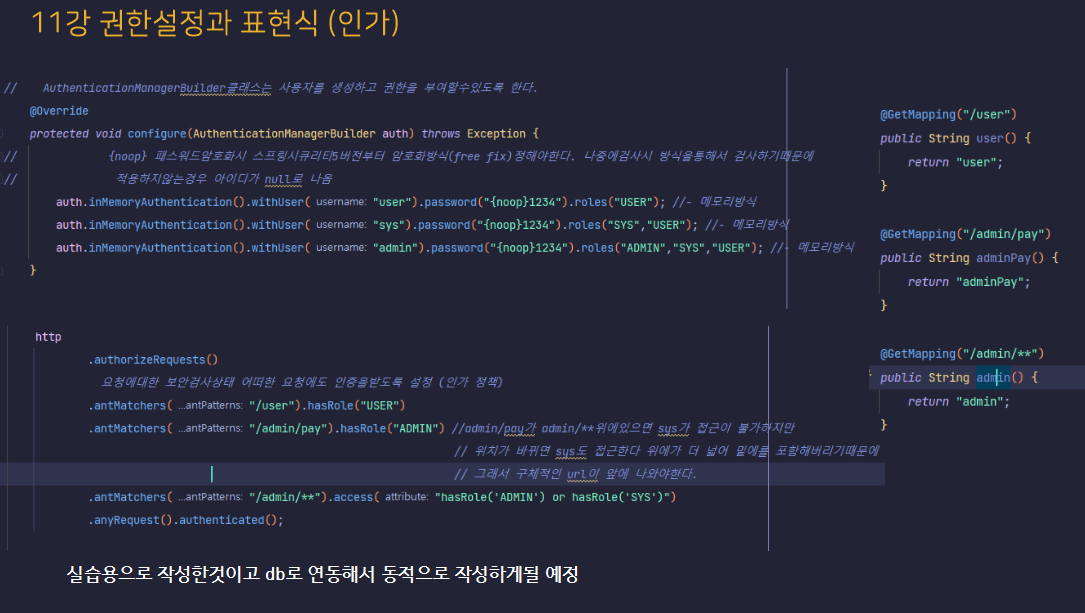 11강 권한설정과 표현식 (인가)
// AuthenticationManagerBuilder클래스는 사용자를 생성하고 권한을 부여할수있도록 한다.
@Override
protected void configure(AuthenticationManagerBuilder auth) throws Exception {
// {noop} 패스워드암호화시 스프링시큐리티5버전부터 암호화방식(free fix)정해야한다. 나중에검사시 방식을통해서 검사하기때문에
// 적용하지않는경우 아이디가 null로 나옴
auth.inMemoryAuthentication().withUser( username: "user").password("{noop}1234").roles("USER"); //- 메모리방식
auth.inMemoryAuthentication().withUser( username: "sys").password("{noop}1234").roles("SYS","USER"); //- 메모리방식
auth.inMemoryAuthentication().withUser( username: "admin").password("{noop}1234").roles("ADMIN","SYS","USER"); //- 메모리방식
}
http
.authorizeRequests()
요청에대한 보안검사상태 어떠한 요청에도 인증을받도록 설정 (인가 정책)
.antMatchers( ...antPatterns: "/user").hasRole("USER")
.antMatchers( ...antPatterns: "/admin/pay").hasRole("ADMIN") //admin/pay가 admin/**위에있으면 sys가 접근이 불가하지만
// 위치가 바뀌면 sys도 접근한다 위에가 더 넓어 밑에를 포함해버리기때문에
// 그래서 구체적인 url이 앞에 나와야한다.
.antMatchers( ...antPatterns: "/admin/**").access( attribute: "hasRole('ADMIN') or hasRole('SYS')")
.anyRequest().authenticated();
@GetMapping("/user")
public String user() {
return "user";
}
@GetMapping("/admin/pay")
public String adminPay() {
return "adminPay";
}
@GetMapping("/admin/**")
public String admin() {
return "admin";
}
실습용으로 작성한것이고 db로 연동해서 동적으로 작성하게될 예정